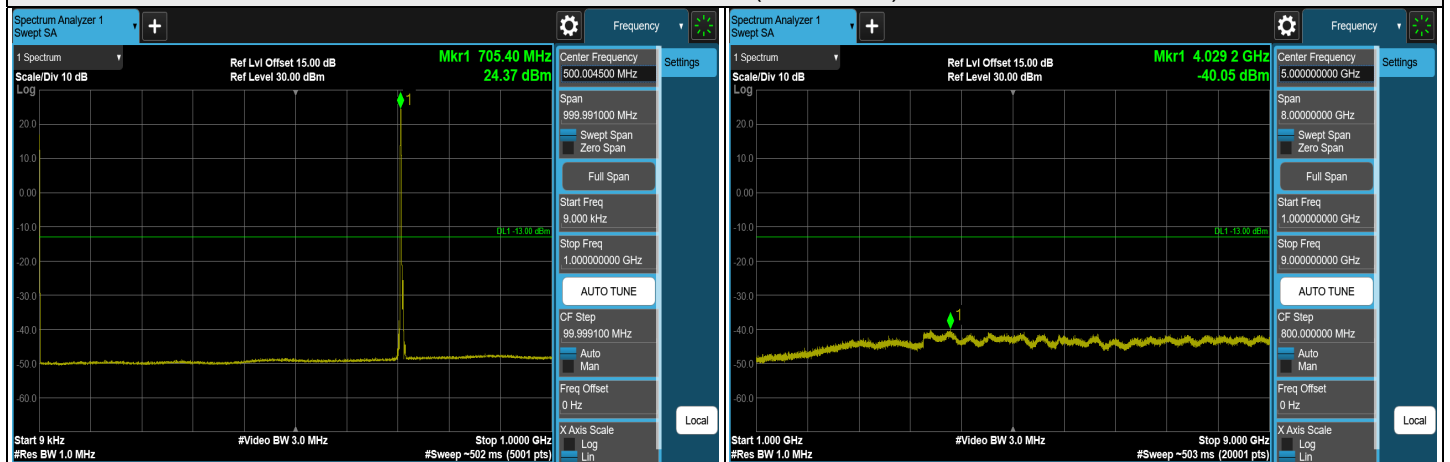 Spectrum Analyzer 1
Swept SA
+
Frequency
1 Spectrum
Scale/Div 10 dB
Ref Lvl Offset 15.00 dB
Ref Level 30.00 dBm
Mkr1 705.40 MHz
24.37 dBm
Log
20.0
10.0
0.00
-10.0
-20.0
-30.0
-40.0
-50.0
-60.0
1
DL1 -13.00 dBm
Start 9 kHz
#Res BW 1.0 MHz
#Video BW 3.0 MHz
Stop 1.0000 GHz
#Sweep ~502 ms (5001 pts)
Center Frequency
500.004500 MHz
Settings
Span
999.991000 MHz
Swept Span
Zero Span
Full Span
Start Freq
9.000 kHz
Stop Freq
1.000000000 GHz
AUTO TUNE
CF Step
99.999100 MHz
Auto
Man
Freq Offset
0 Hz
X Axis Scale
Log
Lin
Local
Spectrum Analyzer 1
Swept SA
+
Frequency
1 Spectrum
Scale/Div 10 dB
Ref Lvl Offset 15.00 dB
Ref Level 30.00 dBm
Mkr1 4.029 2 GHz
-40.05 dBm
Log
20.0
10.0
0.00
-10.0
-20.0
-30.0
-40.0
-50.0
-60.0
1
DL1 -13.00 dBm
Start 1.000 GHz
#Res BW 1.0 MHz
#Video BW 3.0 MHz
Stop 9.000 GHz
#Sweep ~503 ms (20001 pts)
Center Frequency
5.000000000 GHz
Settings
Span
8.00000000 GHz
Swept Span
Zero Span
Full Span
Start Freq
1.000000000 GHz
Stop Freq
9.000000000 GHz
AUTO TUNE
CF Step
800.000000 MHz
Auto
Man
Freq Offset
0 Hz
X Axis Scale
Log
Lin
Local